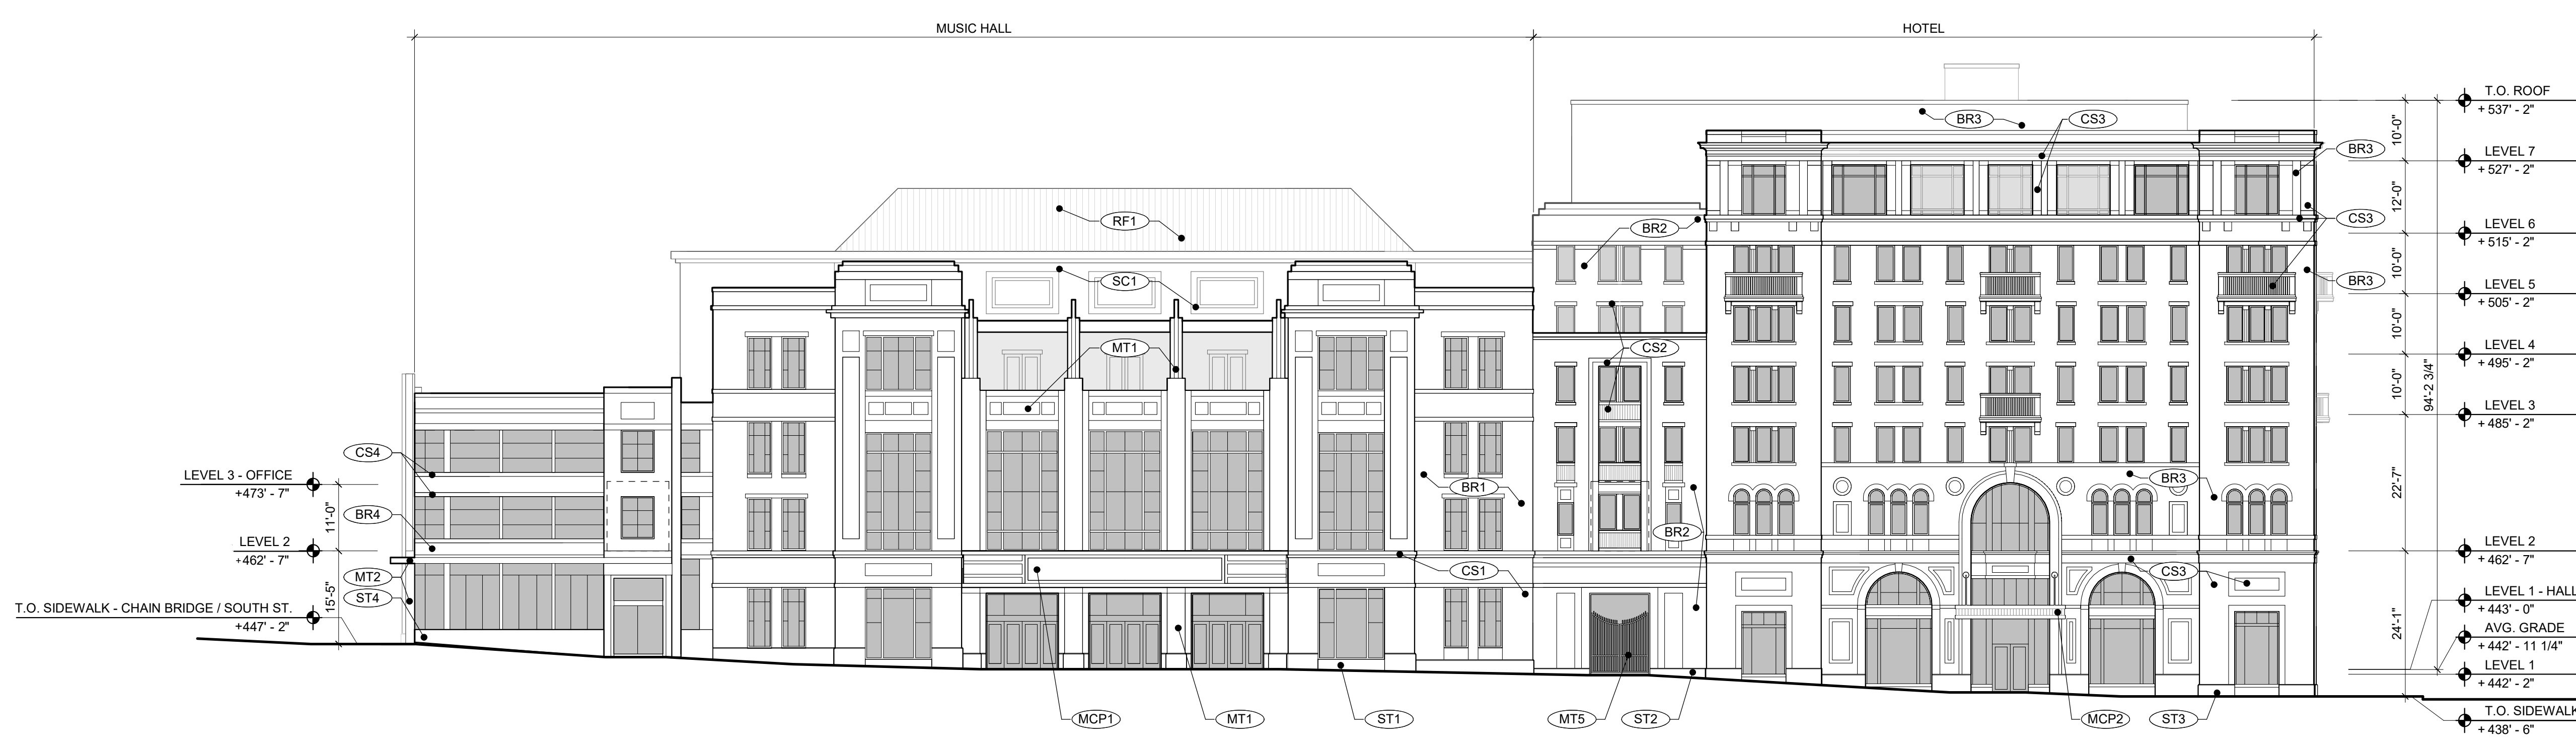 MUSIC HALL
HOTEL
T.O. ROOF
+ 537' - 2"
BR3
CS3
10'-0"
BR3
LEVEL 7
+ 527' - 2"
12'-0"
RF1
BR2
CS3
LEVEL 6
+ 515' - 2"
10'-0"
SC1
BR3
LEVEL 5
+ 505' - 2"
10'-0"
MT1
CS2
LEVEL 4
+ 495' - 2"
10'-0"
94'-2 3/4"
LEVEL 3
+ 485' - 2"
CS4
LEVEL 3 - OFFICE
+473' - 7"
BR1
BR3
22'-7"
11'-0"
BR4
BR2
LEVEL 2
+462' - 7"
LEVEL 2
+ 462' - 7"
MT2
CS1
CS3
ST4
15'-5"
LEVEL 1 - HALL
+ 443' - 0"
T.O. SIDEWALK - CHAIN BRIDGE / SOUTH ST.
+447' - 2"
24'-1"
AVG. GRADE
+ 442' - 11 1/4"
LEVEL 1
+ 442' - 2"
MCP1
MT1
ST1
MT5
ST2
MCP2
ST3
T.O. SIDEWALK
+ 438' - 6"